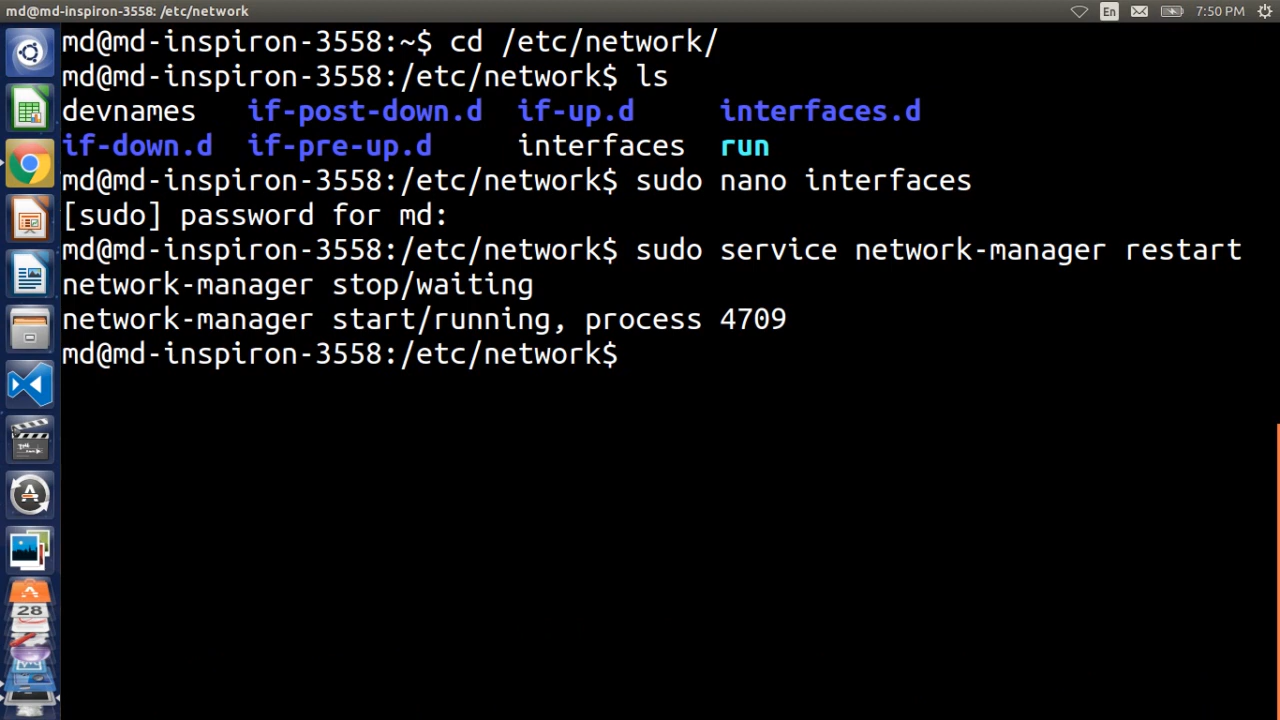 md@md-inspiron-3558: /etc/network
En
7:50 PM
md@md-inspiron-3558:~$ cd /etc/network/
md@md-inspiron-3558:/etc/network$ ls
devnames if-post-down.d if-up.d interfaces.d
if-down.d if-pre-up.d interfaces run
md@md-inspiron-3558:/etc/network$ sudo nano interfaces
[sudo] password for md:
md@md-inspiron-3558:/etc/network$ sudo service network-manager restart
network-manager stop/waiting
network-manager start/running, process 4709
md@md-inspiron-3558:/etc/network$
28